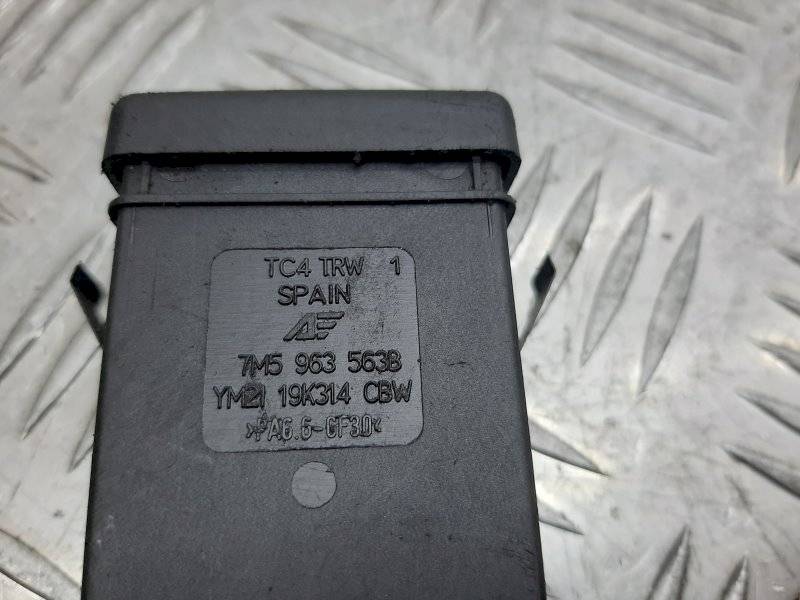 TC4 TRW 1
SPAIN
7M5 963 563B
YM21 19K314 CBW
>PA6.6-GF30<